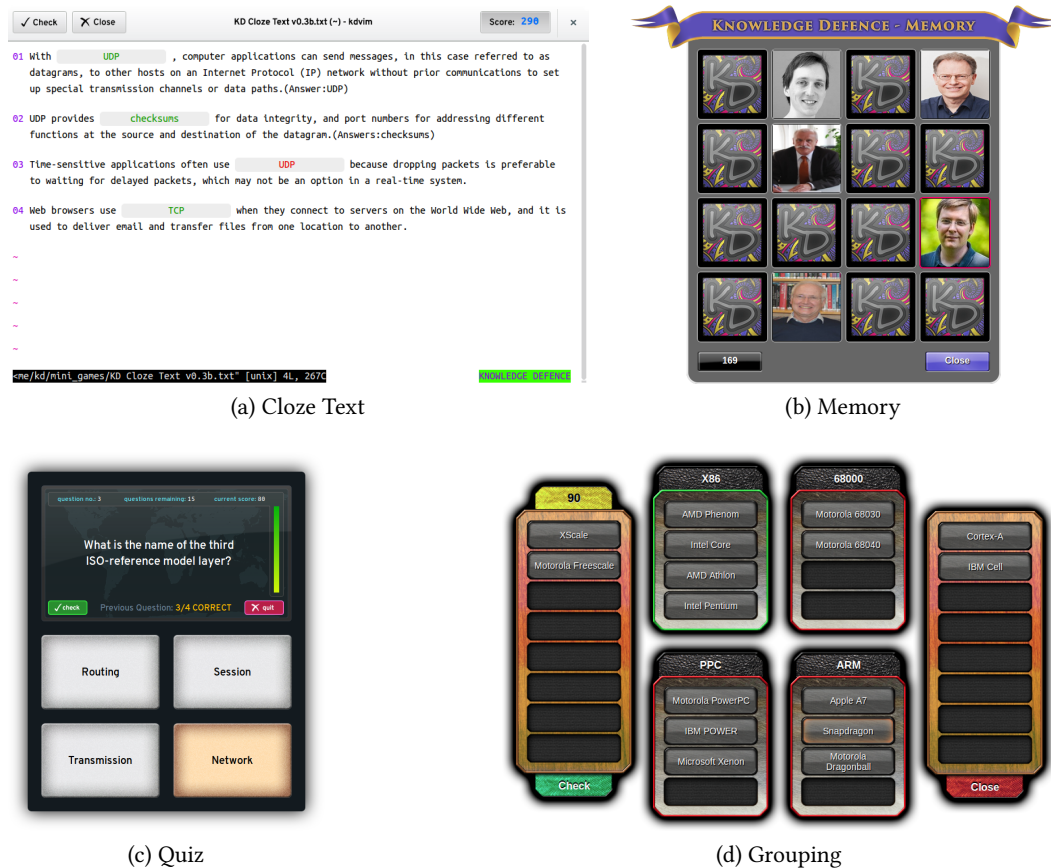 ✓ Check
✕ Close
KD Cloze Text v0.3b.txt (~) - kdvim
Score: 290
×
01 With UDP , computer applications can send messages, in this case referred to as
datagrams, to other hosts on an Internet Protocol (IP) network without prior communications to set
up special transmission channels or data paths.(Answer:UDP)
02 UDP provides checksums for data integrity, and port numbers for addressing different
functions at the source and destination of the datagram.(Answers:checksums)
03 Time-sensitive applications often use UDP because dropping packets is preferable
to waiting for delayed packets, which may not be an option in a real-time system.
04 Web browsers use TCP when they connect to servers on the World Wide Web, and it is
used to deliver email and transfer files from one location to another.
~
~
~
~
~
<me/kd/mini_games/KD Cloze Text v0.3b.txt" [unix] 4L, 267C
KNOWLEDGE DEFENCE
(a) Cloze Text
KNOWLEDGE DEFENCE - MEMORY
KD
KD
KD
KD
KD
KD
KD
KD
KD
KD
KD
169
Close
(b) Memory
question no.: 3
questions remaining: 15
current score: 80
What is the name of the third
ISO-reference model layer?
✓ check
Previous Question: 3/4 CORRECT
✕ quit
Routing
Session
Transmission
Network
(c) Quiz
90
XScale
Motorola Freescale
Check
X86
AMD Phenom
Intel Core
AMD Athlon
Intel Pentium
68000
Motorola 68030
Motorola 68040
PPC
Motorola PowerPC
IBM POWER
Microsoft Xenon
ARM
Apple A7
Snapdragon
Motorola
Dragonball
Cortex-A
IBM Cell
Close
(d) Grouping